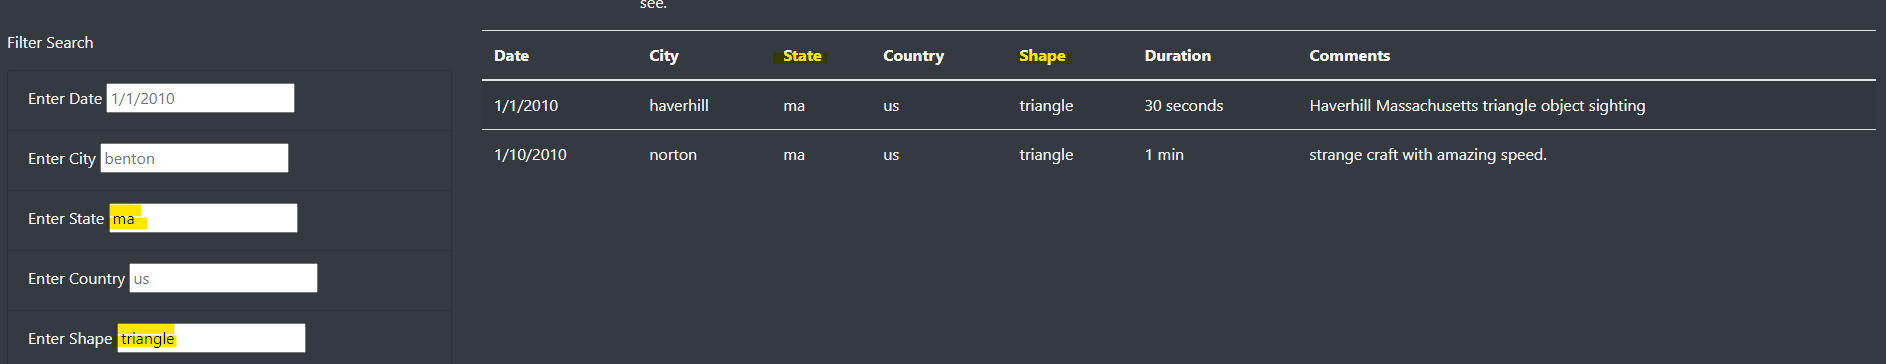 see.
Filter Search
Enter Date 1/1/2010
Enter City benton
Enter State ma
Enter Country us
Enter Shape triangle
Date City State Country Shape Duration Comments
1/1/2010 haverhill ma us triangle 30 seconds Haverhill Massachusetts triangle object sighting
1/10/2010 norton ma us triangle 1 min strange craft with amazing speed.